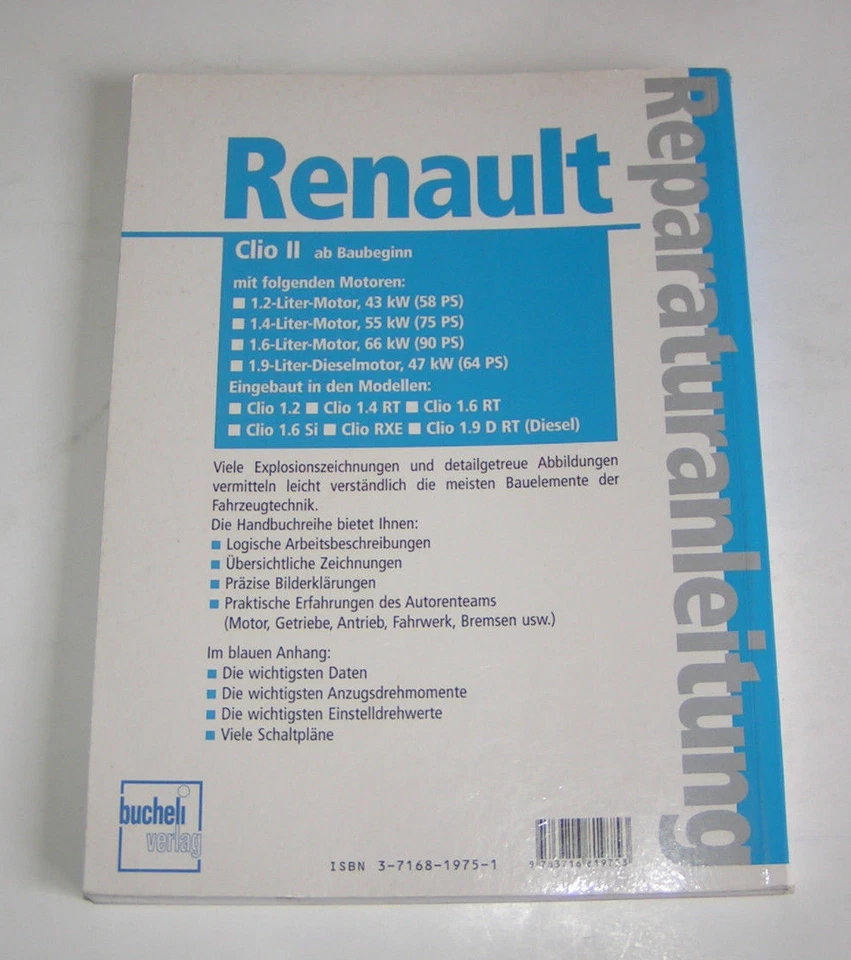 Renault
Clio II ab Baubeginn
mit folgenden Motoren:
■ 1.2-Liter-Motor, 43 kW (58 PS)
■ 1.4-Liter-Motor, 55 kW (75 PS)
■ 1.6-Liter-Motor, 66 kW (90 PS)
■ 1.9-Liter-Dieselmotor, 47 kW (64 PS)
Eingebaut in den Modellen:
■ Clio 1.2 ■ Clio 1.4 RT ■ Clio 1.6 RT
■ Clio 1.6 Si ■ Clio RXE ■ Clio 1.9 D RT (Diesel)
Viele Explosionszeichnungen und detailgetreue Abbildungen
vermitteln leicht verständlich die meisten Bauelemente der
Fahrzeugtechnik.
Die Handbuchreihe bietet Ihnen:
■ Logische Arbeitsbeschreibungen
■ Übersichtliche Zeichnungen
■ Präzise Bilderklärungen
■ Praktische Erfahrungen des Autorenteams
(Motor, Getriebe, Antrieb, Fahrwerk, Bremsen usw.)
Im blauen Anhang:
■ Die wichtigsten Daten
■ Die wichtigsten Anzugsdrehmomente
■ Die wichtigsten Einstelldrehwerte
■ Viele Schaltpläne
bucheli
verlag
ISBN 3-7168-1975-1
Reparaturanleitung